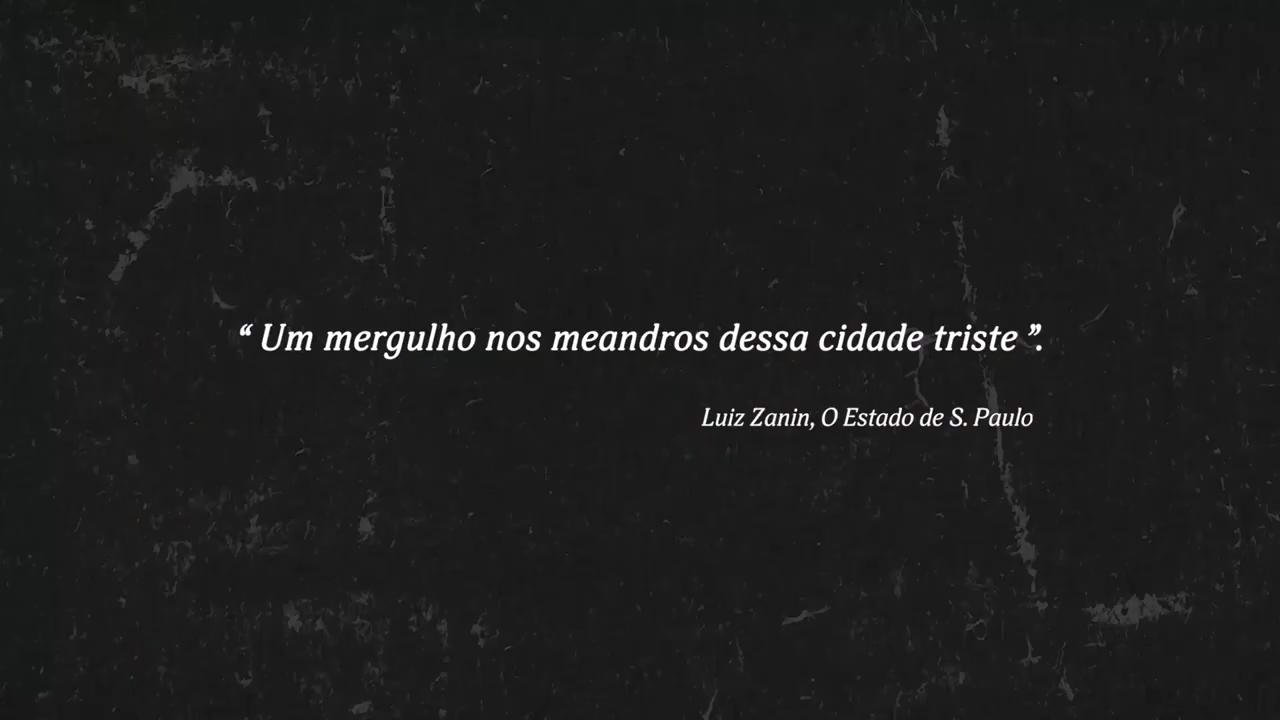 “ Um mergulho nos meandros dessa cidade triste ”.
Luiz Zanin, O Estado de S. Paulo